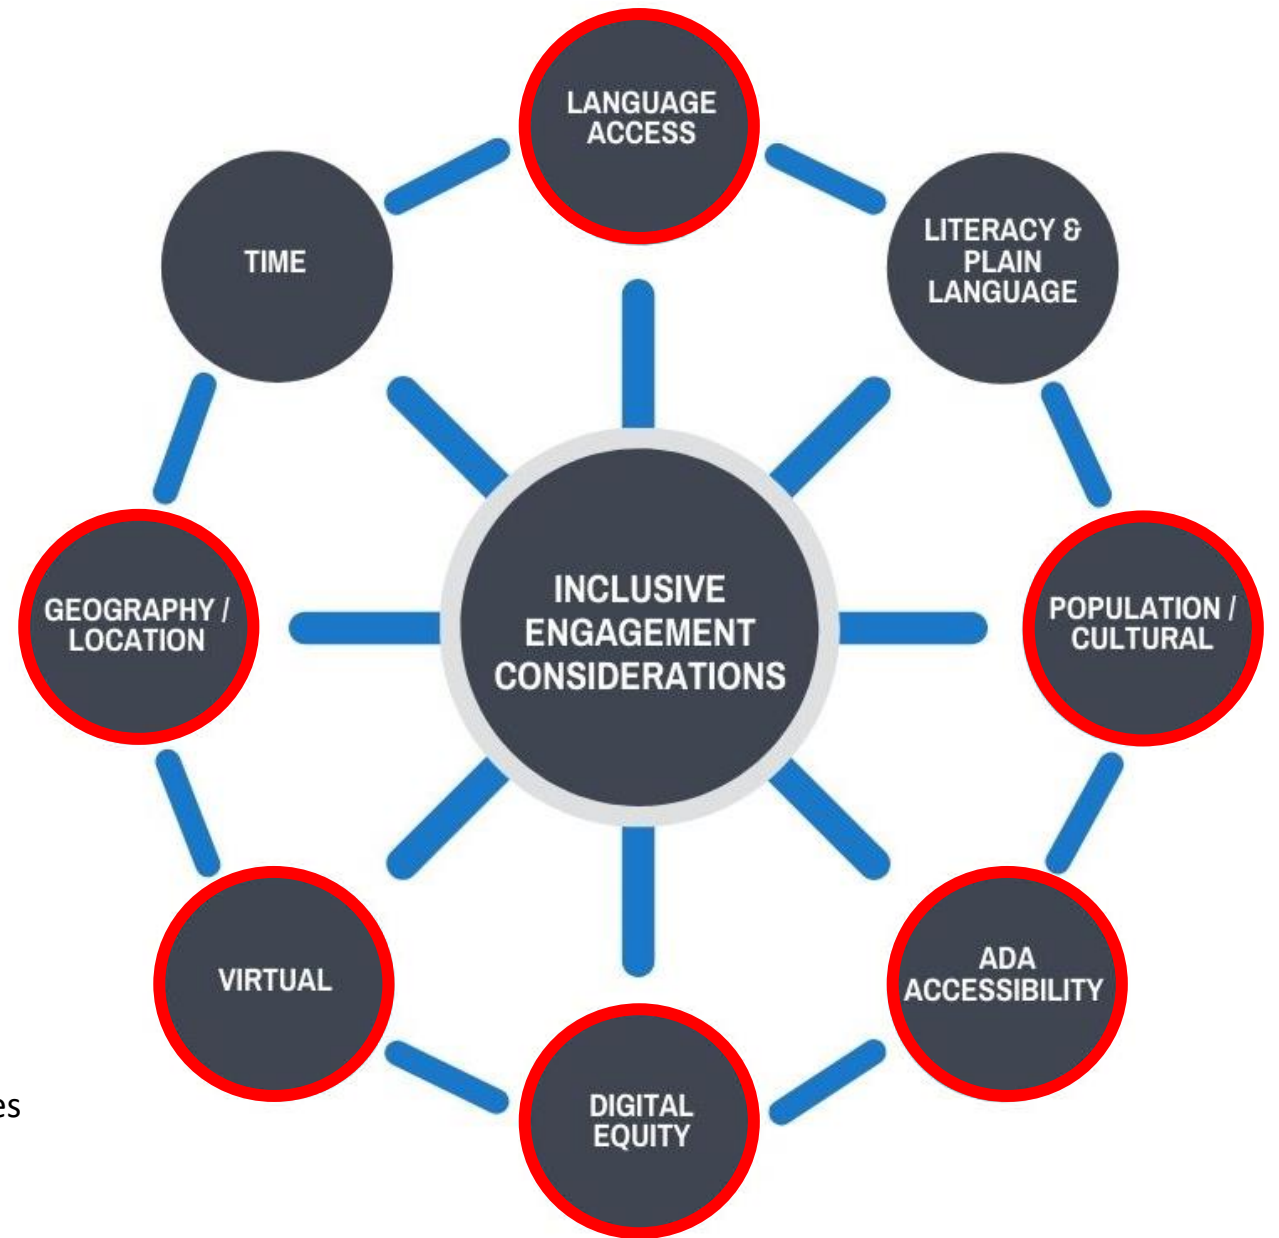 LANGUAGE
ACCESS
LITERACY &
PLAIN
LANGUAGE
TIME
INCLUSIVE
ENGAGEMENT
CONSIDERATIONS
GEOGRAPHY /
LOCATION
POPULATION /
CULTURAL
VIRTUAL
ADA
ACCESSIBILITY
DIGITAL
EQUITY
es